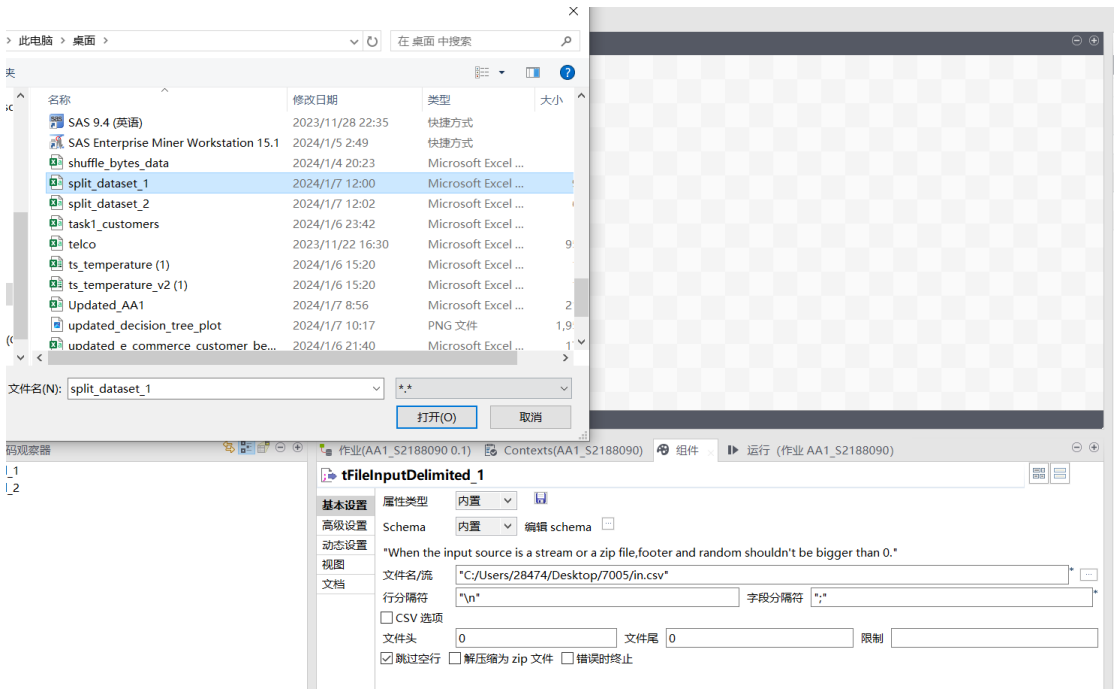 此电脑 > 桌面 >
在 桌面 中搜索
夹
名称 修改日期 类型 大小
SAS 9.4 (英语) 2023/11/28 22:35 快捷方式
SAS Enterprise Miner Workstation 15.1 2024/1/5 2:49 快捷方式
shuffle_bytes_data 2024/1/4 20:23 Microsoft Excel ...
split_dataset_1 2024/1/7 12:00 Microsoft Excel ...
split_dataset_2 2024/1/7 12:02 Microsoft Excel ...
task1_customers 2024/1/6 23:42 Microsoft Excel ...
telco 2023/11/22 16:30 Microsoft Excel ... 9
ts_temperature (1) 2024/1/6 15:20 Microsoft Excel ...
ts_temperature_v2 (1) 2024/1/6 15:20 Microsoft Excel ...
Updated_AA1 2024/1/7 8:56 Microsoft Excel ... 2
updated_decision_tree_plot 2024/1/7 10:17 PNG 文件 1,9
updated_e_commerce_customer_be... 2024/1/6 21:40 Microsoft Excel ... 1
文件名(N): split_dataset_1 *.*
打开(O) 取消
码观察器
_1
_2
作业(AA1_S2188090 0.1) Contexts(AA1_S2188090) 组件 运行 (作业 AA1_S2188090)
tFileInputDelimited_1
基本设置
高级设置
动态设置
视图
文档
属性类型 内置
Schema 内置 编辑 schema
"When the input source is a stream or a zip file,footer and random shouldn't be bigger than 0."
文件名/流 "C:/Users/28474/Desktop/7005/in.csv" *
行分隔符 "\n" 字段分隔符 ";" *
CSV 选项
文件头 0 文件尾 0 限制
跳过空行 解压缩为 zip 文件 错误时终止